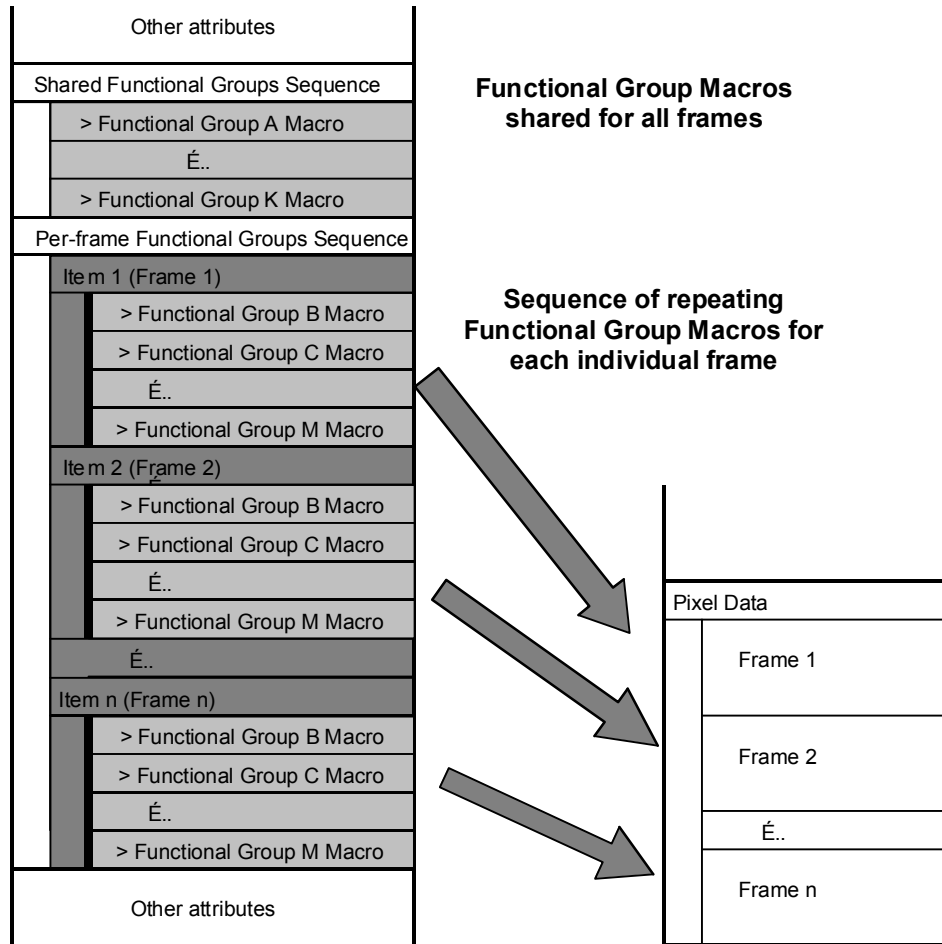 Other attributes
Shared Functional Groups Sequence
> Functional Group A Macro
É..
> Functional Group K Macro
Per-frame Functional Groups Sequence
Item 1 (Frame 1)
> Functional Group B Macro
> Functional Group C Macro
É..
> Functional Group M Macro
Item 2 (Frame 2)
É
> Functional Group B Macro
> Functional Group C Macro
É..
> Functional Group M Macro
É..
Item n (Frame n)
> Functional Group B Macro
> Functional Group C Macro
É..
> Functional Group M Macro
Other attributes
Functional Group Macros
shared for all frames
Sequence of repeating
Functional Group Macros for
each individual frame
Pixel Data
Frame 1
Frame 2
É..
Frame n